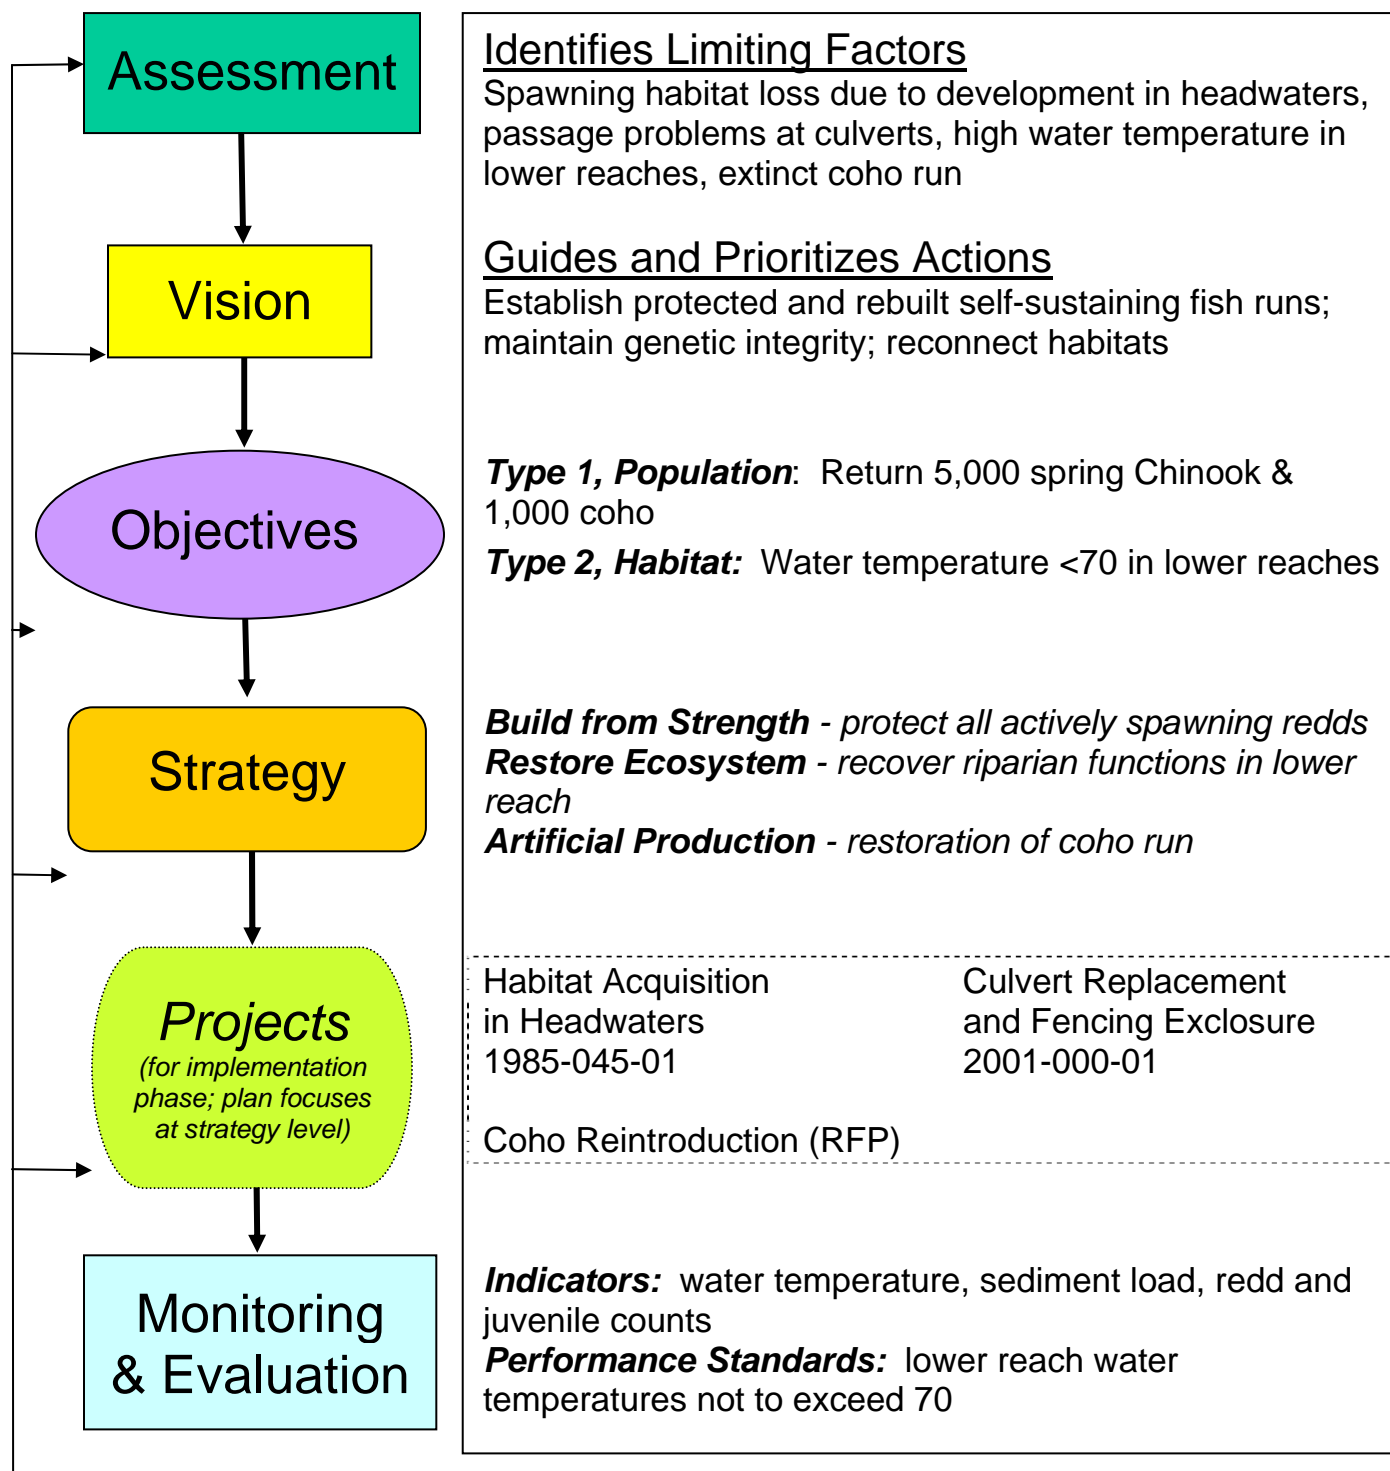 Assessment
Identifies Limiting Factors
Spawning habitat loss due to development in headwaters,
passage problems at culverts, high water temperature in
lower reaches, extinct coho run
Vision
Guides and Prioritizes Actions
Establish protected and rebuilt self-sustaining fish runs;
maintain genetic integrity; reconnect habitats
Objectives
Type 1, Population:  Return 5,000 spring Chinook &
1,000 coho
Type 2, Habitat:  Water temperature <70 in lower reaches
Strategy
Build from Strength - protect all actively spawning redds
Restore Ecosystem - recover riparian functions in lower
reach
Artificial Production - restoration of coho run
Projects
(for implementation
phase; plan focuses
at strategy level)
Habitat Acquisition
in Headwaters
1985-045-01
Culvert Replacement
and Fencing Exclosure
2001-000-01
Coho Reintroduction (RFP)
Monitoring
& Evaluation
Indicators:  water temperature, sediment load, redd and
juvenile counts
Performance Standards:  lower reach water
temperatures not to exceed 70